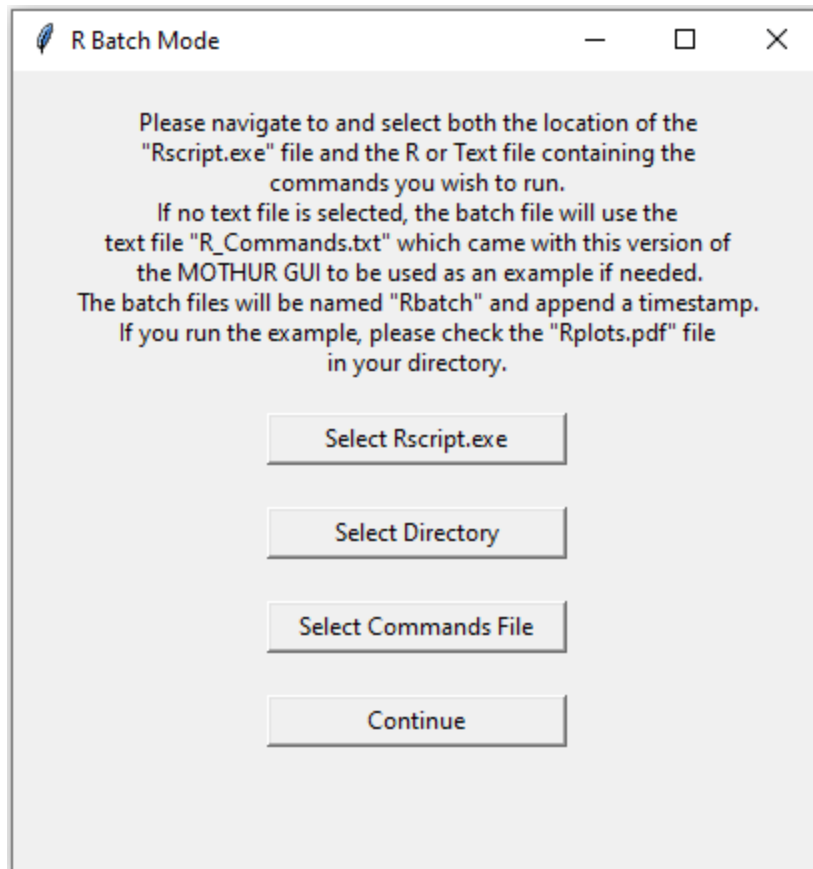 R Batch Mode
Please navigate to and select both the location of the
"Rscript.exe" file and the R or Text file containing the
commands you wish to run.
If no text file is selected, the batch file will use the
text file "R_Commands.txt" which came with this version of
the MOTHUR GUI to be used as an example if needed.
The batch files will be named "Rbatch" and append a timestamp.
If you run the example, please check the "Rplots.pdf" file
in your directory.
Select Rscript.exe
Select Directory
Select Commands File
Continue